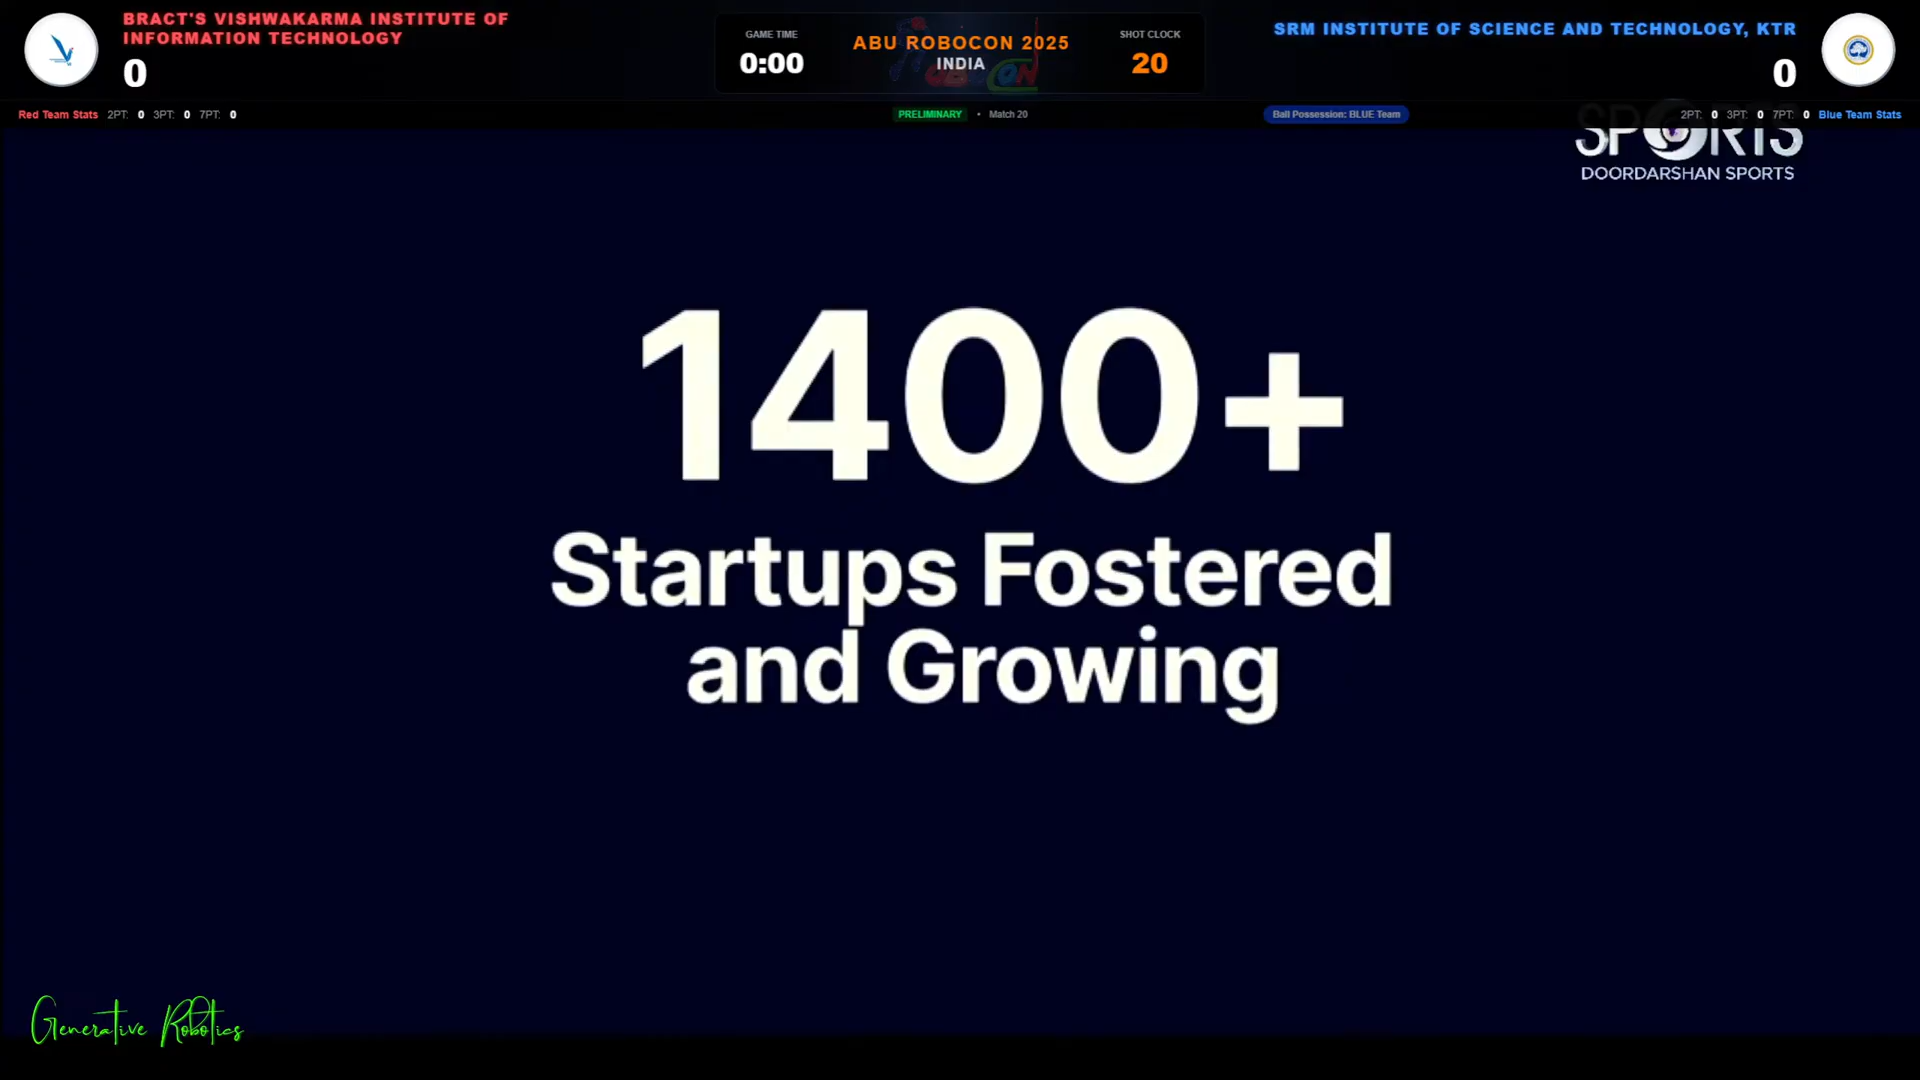 BRACT'S VISHWAKARMA INSTITUTE OF
INFORMATION TECHNOLOGY
0
GAME TIME
0:00
ABU ROBOCON 2025
INDIA
SHOT CLOCK
20
SRM INSTITUTE OF SCIENCE AND TECHNOLOGY, KTR
0
Red Team Stats 2PT: 0 3PT: 0 7PT: 0
PRELIMINARY • Match 20
Ball Possession: BLUE Team
2PT: 0 3PT: 0 7PT: 0 Blue Team Stats
SPORTS
DOORDARSHAN SPORTS
1400+
Startups Fostered
and Growing
Generative Robotics